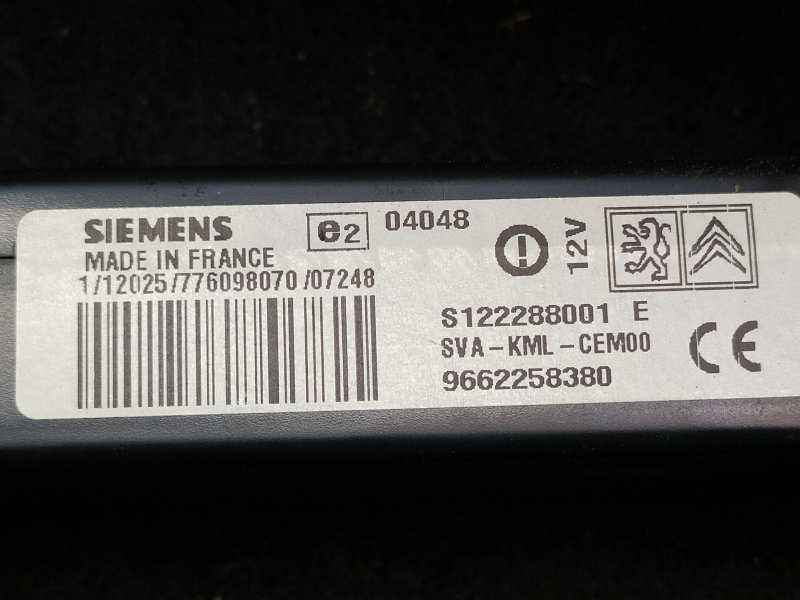 SIEMENS e2 04048
MADE IN FRANCE
1/12025/776098070/07248
12V
S122288001 E
SVA-KML-CEM00
9662258380
CE